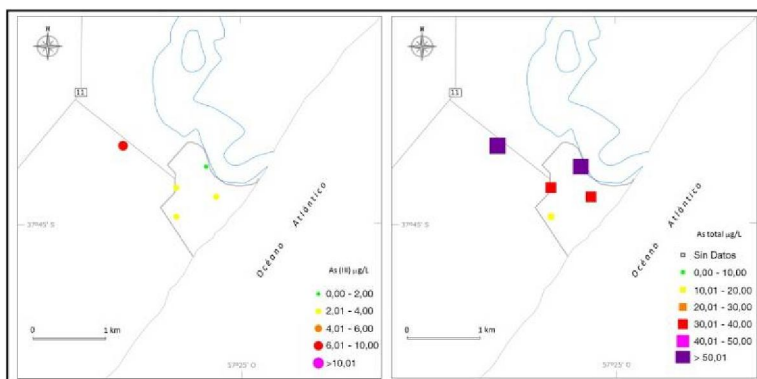 N
11
Océano Atlántico
37°45' S
As (III) µg/L
0,00 - 2,00
2,01 - 4,00
4,01 - 6,00
6,01 - 10,00
>10,01
0 1 km
57°25' O
N
11
Océano Atlántico
37°45' S
As total µg/L
Sin Datos
0,00 - 10,00
10,01 - 20,00
20,01 - 30,00
30,01 - 40,00
40,01 - 50,00
> 50,01
0 1 km
57°25' O